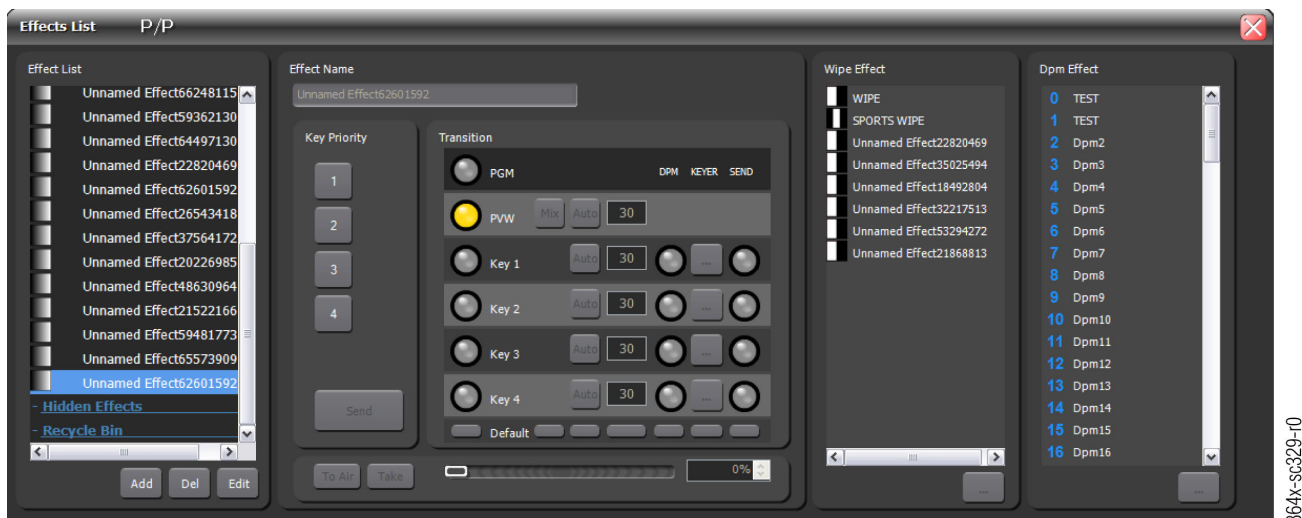 Effects List P/P
Effect List
Unnamed Effect66248115
Unnamed Effect59362130
Unnamed Effect64497130
Unnamed Effect22820469
Unnamed Effect62601592
Unnamed Effect26543418
Unnamed Effect37564172
Unnamed Effect20226985
Unnamed Effect48630964
Unnamed Effect21522166
Unnamed Effect59481773
Unnamed Effect65573909
Unnamed Effect62601592
- Hidden Effects
- Recycle Bin
Add Del Edit
Effect Name
Unnamed Effect62601592
Key Priority
1
2
3
4
Send
Transition
PGM DPM KEYER SEND
PVW Mix Auto 30
Key 1 Auto 30 ...
Key 2 Auto 30 ...
Key 3 Auto 30 ...
Key 4 Auto 30 ...
Default
To Air Take 0%
Wipe Effect
WIPE
SPORTS WIPE
Unnamed Effect22820469
Unnamed Effect35025494
Unnamed Effect18492804
Unnamed Effect32217513
Unnamed Effect53294272
Unnamed Effect21868813
...
Dpm Effect
0 TEST
1 TEST
2 Dpm2
3 Dpm3
4 Dpm4
5 Dpm5
6 Dpm6
7 Dpm7
8 Dpm8
9 Dpm9
10 Dpm10
11 Dpm11
12 Dpm12
13 Dpm13
14 Dpm14
15 Dpm15
16 Dpm16
...
364x-sc329-r0